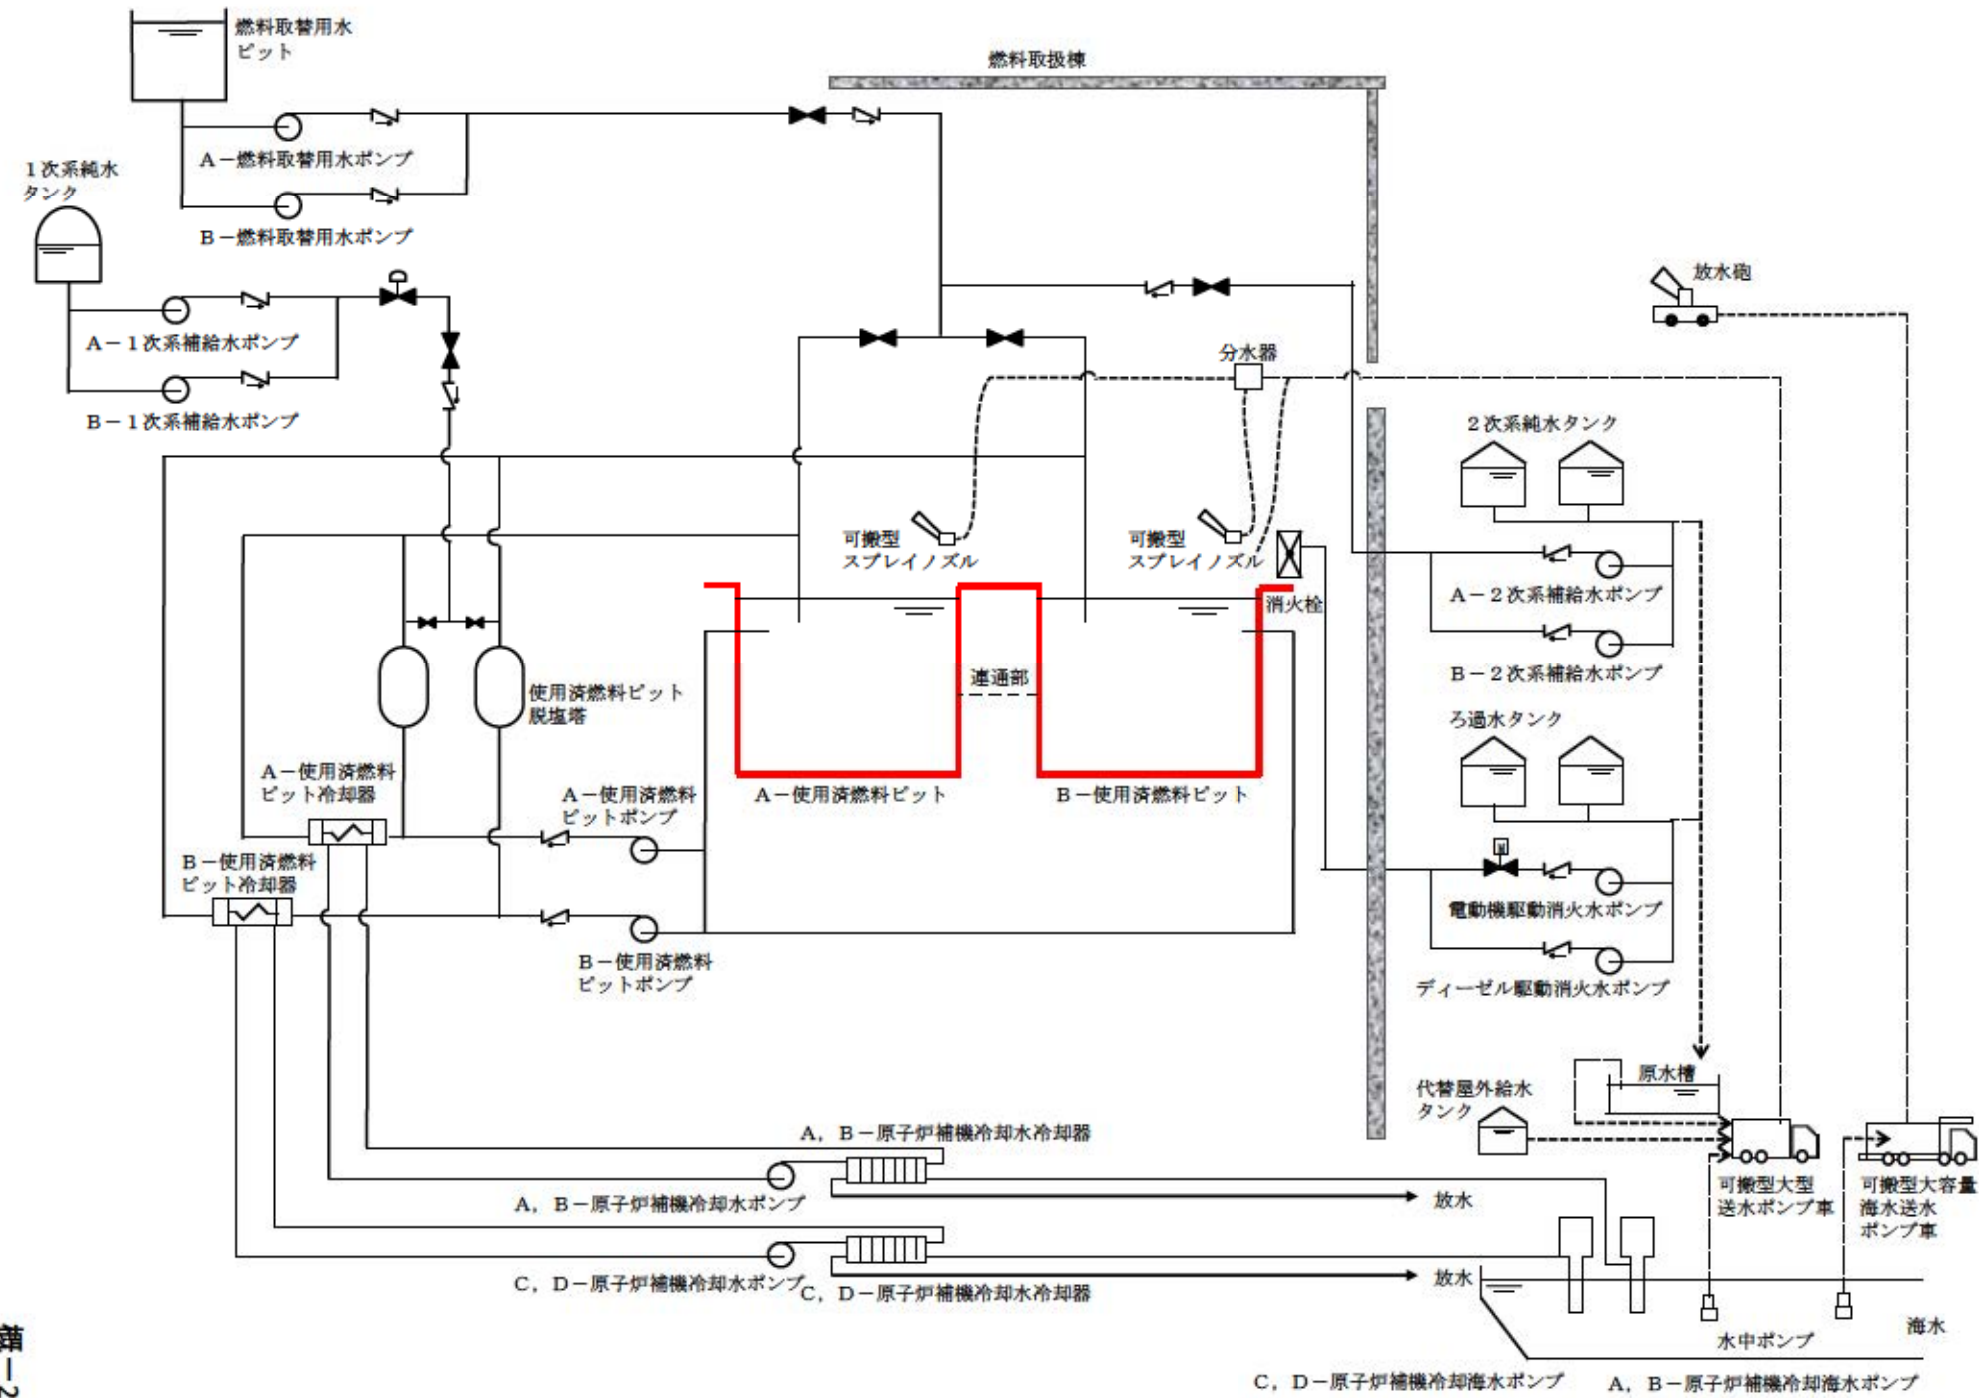 燃料取替用水
ピット
燃料取扱棟
A-燃料取替用水ポンプ
1次系純水
タンク
B-燃料取替用水ポンプ
放水砲
A-1次系補給水ポンプ
分水器
B-1次系補給水ポンプ
2次系純水タンク
可搬型
スプレイノズル
可搬型
スプレイノズル
A-2次系補給水ポンプ
消火栓
B-2次系補給水ポンプ
連通部
使用済燃料ピット
脱塩塔
ろ過水タンク
A-使用済燃料
ピット冷却器
A-使用済燃料
ピットポンプ
A-使用済燃料ピット
B-使用済燃料ピット
B-使用済燃料
ピット冷却器
M
電動機駆動消火水ポンプ
B-使用済燃料
ピットポンプ
ディーゼル駆動消火水ポンプ
原水槽
代替屋外給水
タンク
A，B-原子炉補機冷却水冷却器
可搬型大型
送水ポンプ車
可搬型大容量
海水送水
ポンプ車
A，B-原子炉補機冷却水ポンプ
放水
C，D-原子炉補機冷却水ポンプ
C，D-原子炉補機冷却水冷却器
放水
海水
水中ポンプ
C，D-原子炉補機冷却海水ポンプ
A，B-原子炉補機冷却海水ポンプ
-2